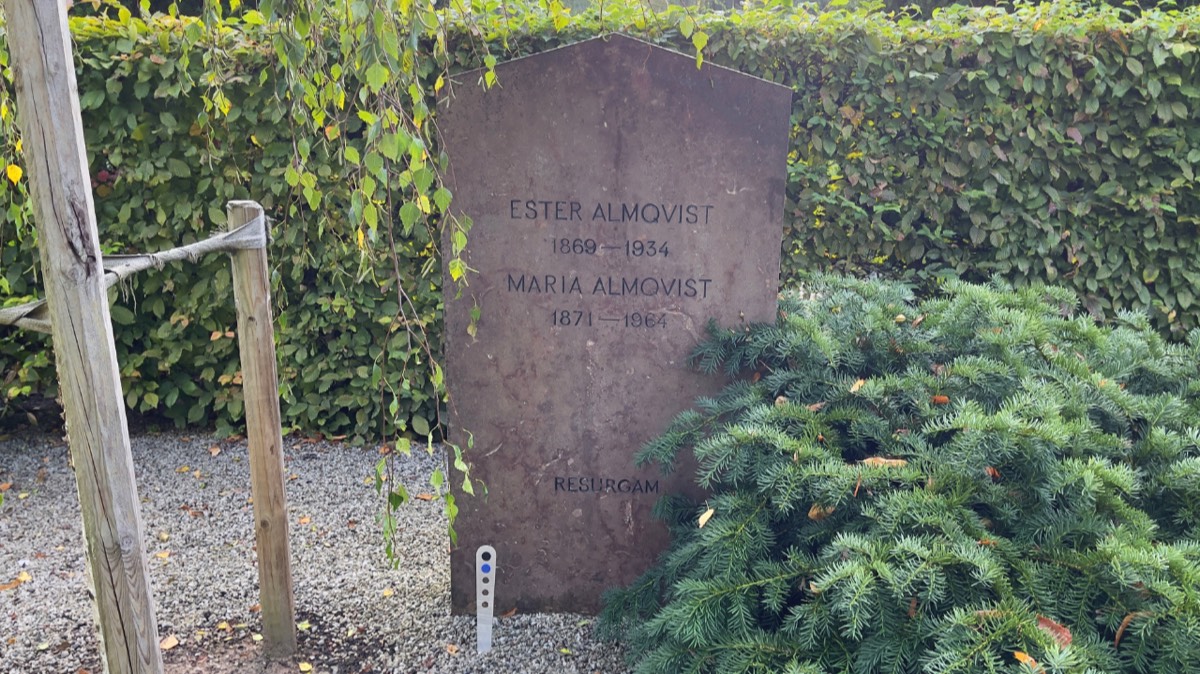 ESTER ALMQVIST
1869—1934
MARIA ALMQVIST
1871—1964
RESURGAM